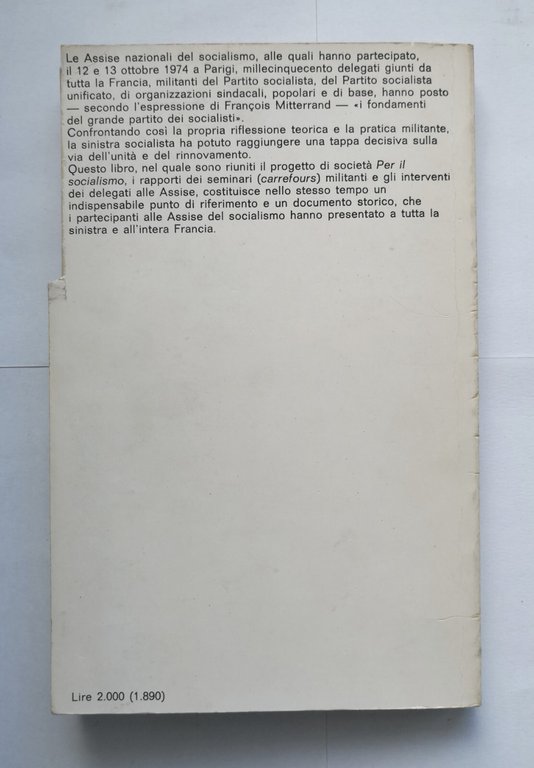 Le Assise nazionali del socialismo, alle quali hanno partecipato,
il 12 e 13 ottobre 1974 a Parigi, millecinquecento delegati giunti da
tutta la Francia, militanti del Partito socialista, del Partito socialista
unificato, di organizzazioni sindacali, popolari e di base, hanno posto
— secondo l'espressione di François Mitterrand — «i fondamenti
del grande partito dei socialisti».
Confrontando così la propria riflessione teorica e la pratica militante,
la sinistra socialista ha potuto raggiungere una tappa decisiva sulla
via dell'unità e del rinnovamento.
Questo libro, nel quale sono riuniti il progetto di società Per il
socialismo, i rapporti dei seminari (carrefours) militanti e gli interventi
dei delegati alle Assise, costituisce nello stesso tempo un
indispensabile punto di riferimento e un documento storico, che
i partecipanti alle Assise del socialismo hanno presentato a tutta la
sinistra e all'intera Francia.
Lire 2.000 (1.890)